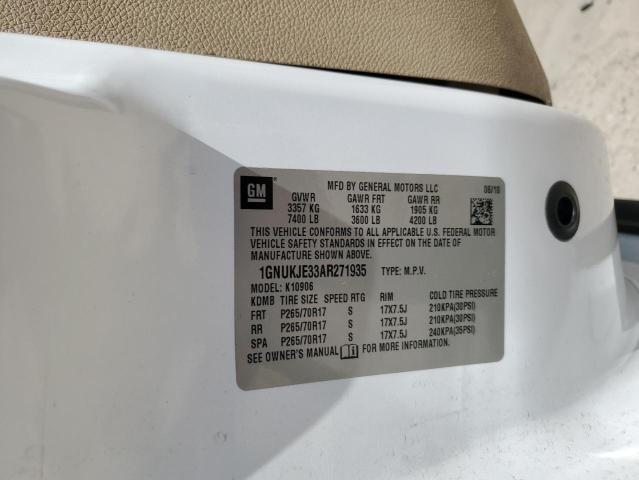 GM
MFD BY GENERAL MOTORS LLC 06/10
GVWR GAWR FRT GAWR RR
3357 KG 1633 KG 1905 KG
7400 LB 3600 LB 4200 LB
THIS VEHICLE CONFORMS TO ALL APPLICABLE U.S. FEDERAL MOTOR
VEHICLE SAFETY STANDARDS IN EFFECT ON THE DATE OF
MANUFACTURE SHOWN ABOVE.
1GNUKJE33AR271935 TYPE: M.P.V.
MODEL: K10906
KDMB TIRE SIZE SPEED RTG RIM COLD TIRE PRESSURE
FRT P265/70R17 S 17X7.5J 210KPA(30PSI)
RR P265/70R17 S 17X7.5J 210KPA(30PSI)
SPA P265/70R17 S 17X7.5J 240KPA(35PSI)
SEE OWNER'S MANUAL FOR MORE INFORMATION.